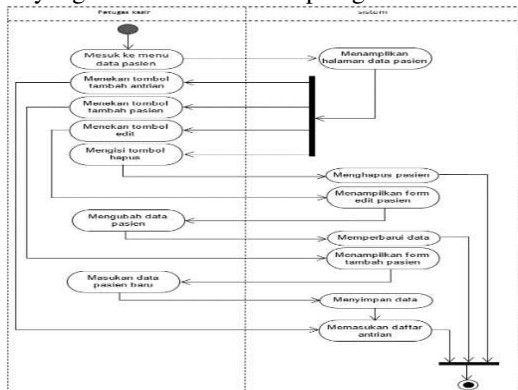 Petugas kasir
Sistem
Mesuk ke menu
data pasien
Menampilkan
halaman data pasien
Menekan tombol
tambah antrian
Menekan tombol
tambah pasien
Menekan tombol
edit
Mengisi tombol
hapus
Menghapus pasien
Menampilkan form
edit pasien
Mengubah data
pasien
Memperbarui data
Menampilkan form
tambah pasien
Masukan data
pasien baru
Menyimpan data
Memasukan daftar
antrian